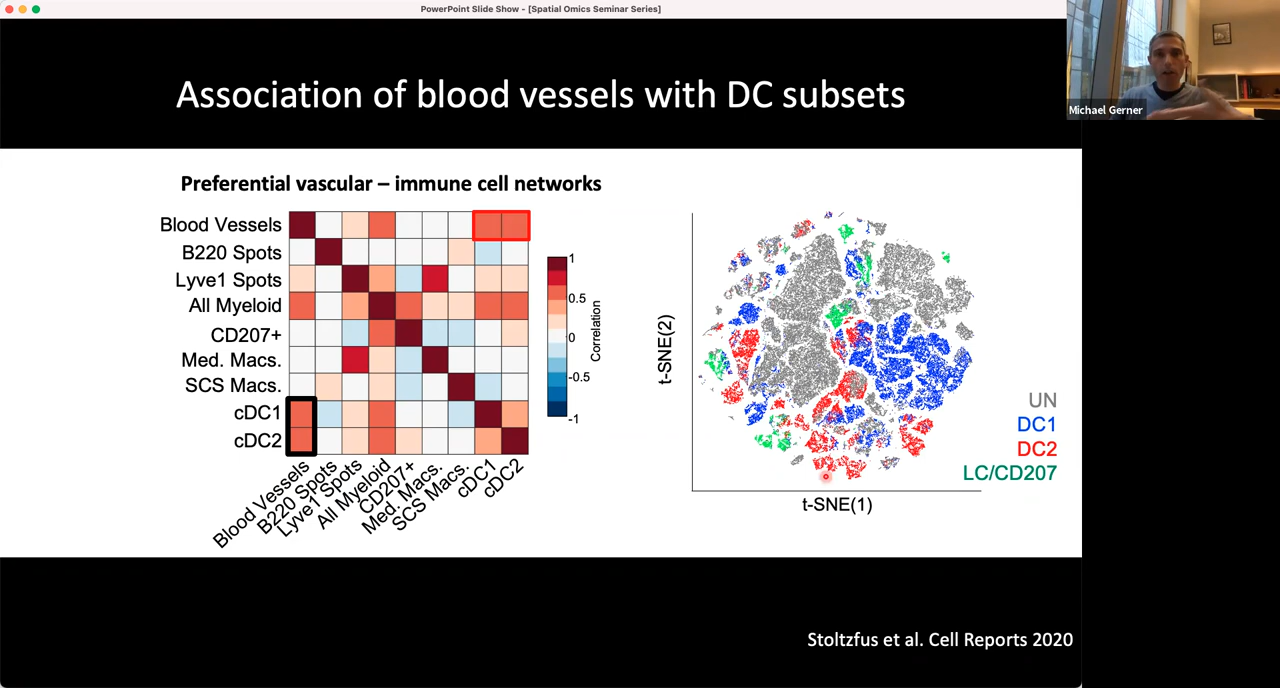 PowerPoint Slide Show - [Spatial Omics Seminar Series]
Michael Gerner
Association of blood vessels with DC subsets
Preferential vascular – immune cell networks
Blood Vessels
B220 Spots
Lyve1 Spots
All Myeloid
CD207+
Med. Macs.
SCS Macs.
cDC1
cDC2
Blood Vessels
B220 Spots
Lyve1 Spots
All Myeloid
CD207+
Med. Macs.
SCS Macs.
cDC1
cDC2
1
0.5
0
-0.5
-1
Correlation
t-SNE(2)
t-SNE(1)
UN
DC1
DC2
LC/CD207
Stoltzfus et al. Cell Reports 2020